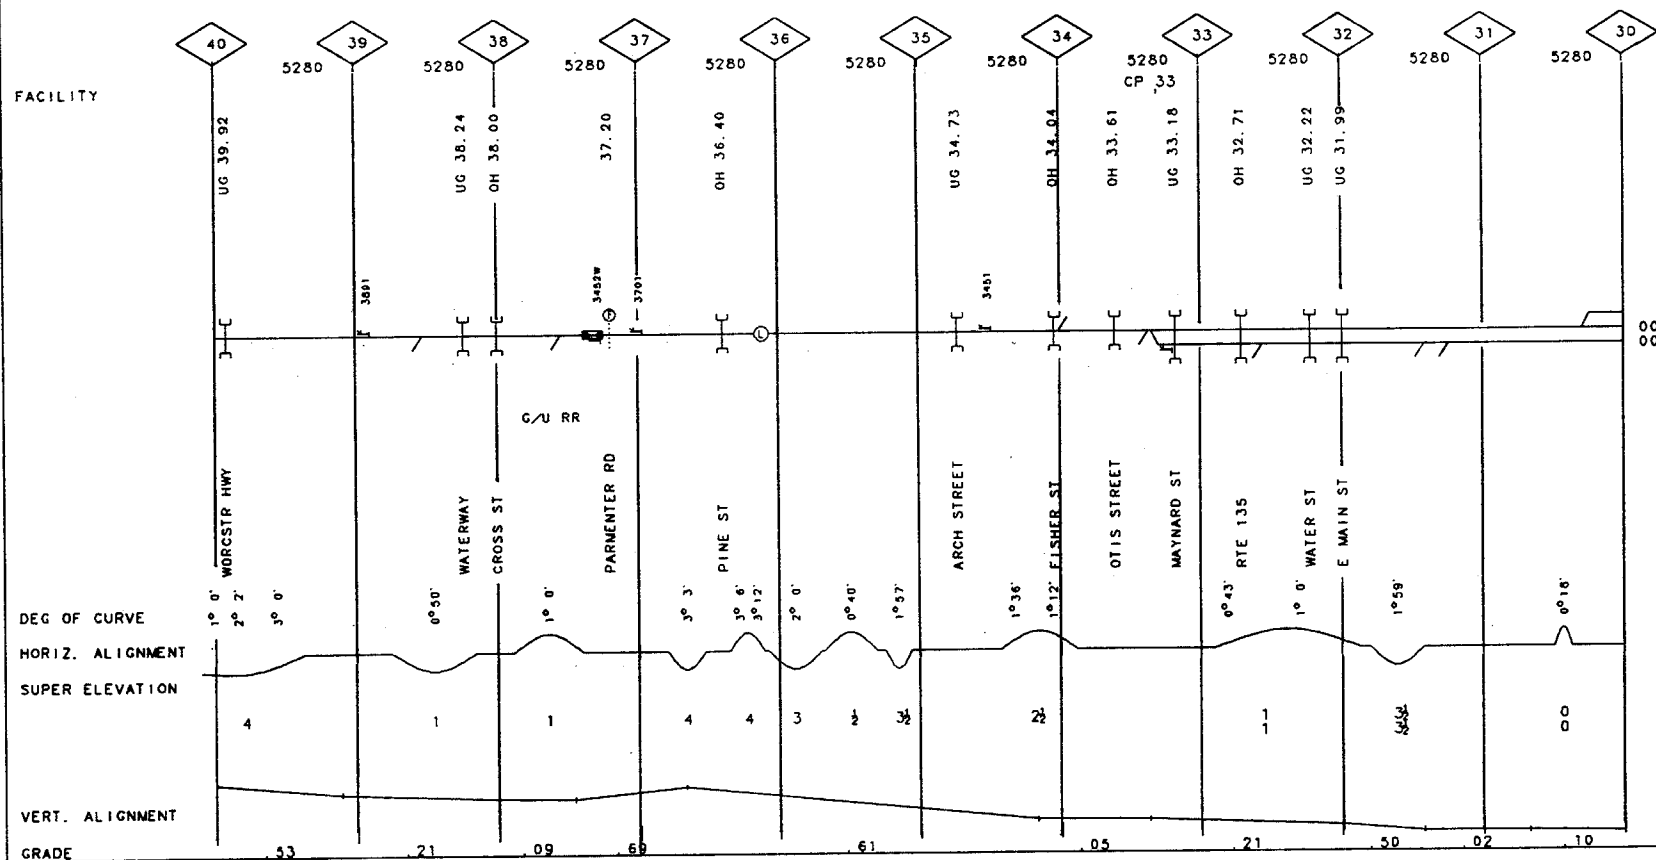 40 39 38 37 36 35 34 33 32 31 30
5280 5280 5280 5280 5280 5280 5280 5280 5280 5280
CP 33
FACILITY
UG 39.92
UG 38.24
OH 38.00
37.20
OH 36.40
UG 34.73
OH 34.04
OH 33.61
UG 33.18
OH 32.71
UG 32.22
UG 31.99
3891
3452W
3701
3451
L
00
00
G/U RR
WORCSTR HWY
WATERWAY
CROSS ST
PARMENTER RD
PINE ST
ARCH STREET
FISHER ST
OTIS STREET
MAYNARD ST
RTE 135
WATER ST
E MAIN ST
DEG OF CURVE
1° 0' 2° 2' 3° 0' 0°50' 1° 0' 3° 3' 3° 6' 3°12' 2° 0' 0°40' 1°57' 1°36' 1°12' 0°43' 1° 0' 1°59' 0°18'
HORIZ. ALIGNMENT
SUPER ELEVATION
4 1 1 4 4 3 ½ 3½ 2½ 1 3½ 0
1 3½ 0
VERT. ALIGNMENT
GRADE .53 .21 .09 .69 .61 .05 .21 .50 .02 .10